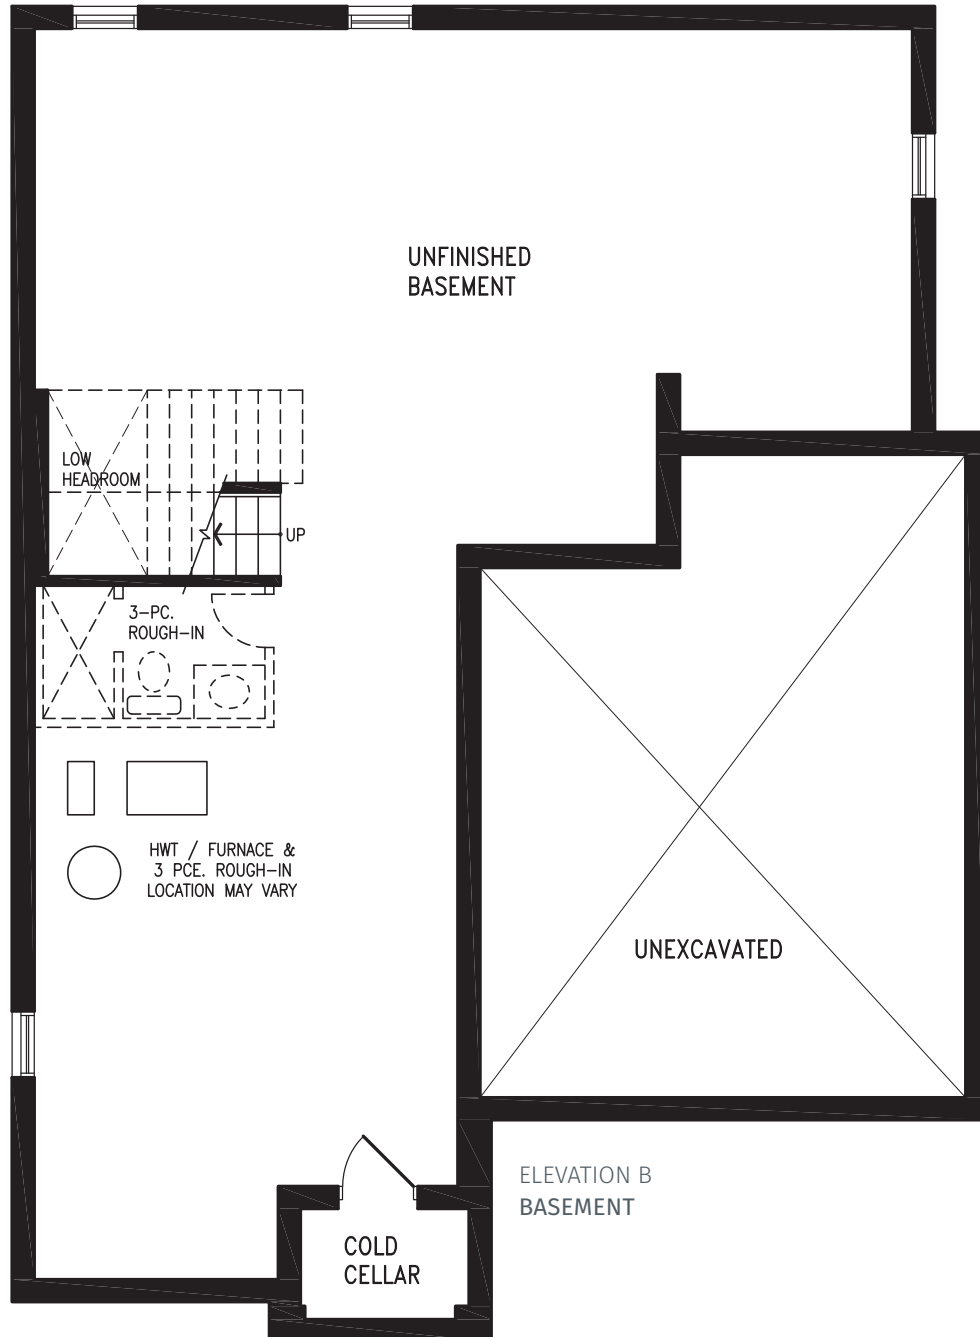 UNFINISHED
BASEMENT
LOW
HEADROOM
UP
3-PC.
ROUGH-IN
HWT / FURNACE &
3 PCE. ROUGH-IN
LOCATION MAY VARY
UNEXCAVATED
ELEVATION B
BASEMENT
COLD
CELLAR